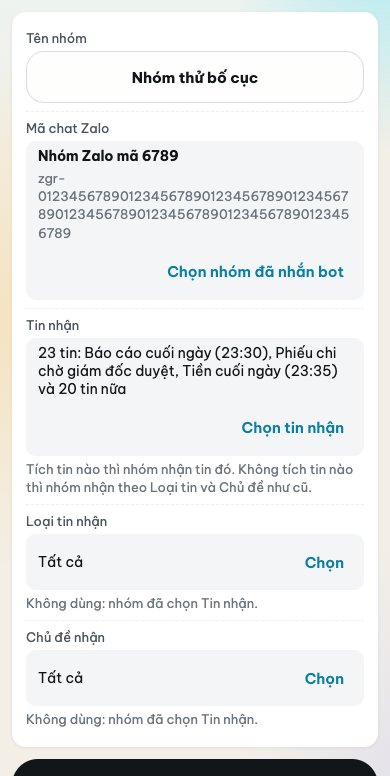 Tên nhóm
Nhóm thử bố cục
Mã chat Zalo
Nhóm Zalo mã 6789
zgr-
01234567890123456789012345678901234567
89012345678901234567890123456789012345
6789
Chọn nhóm đã nhắn bot
Tin nhận
23 tin: Báo cáo cuối ngày (23:30), Phiếu chi
chờ giám đốc duyệt, Tiền cuối ngày (23:35)
và 20 tin nữa
Chọn tin nhận
Tích tin nào thì nhóm nhận tin đó. Không tích tin nào
thì nhóm nhận theo Loại tin và Chủ đề như cũ.
Loại tin nhận
Tất cả
Chọn
Không dùng: nhóm đã chọn Tin nhận.
Chủ đề nhận
Tất cả
Chọn
Không dùng: nhóm đã chọn Tin nhận.